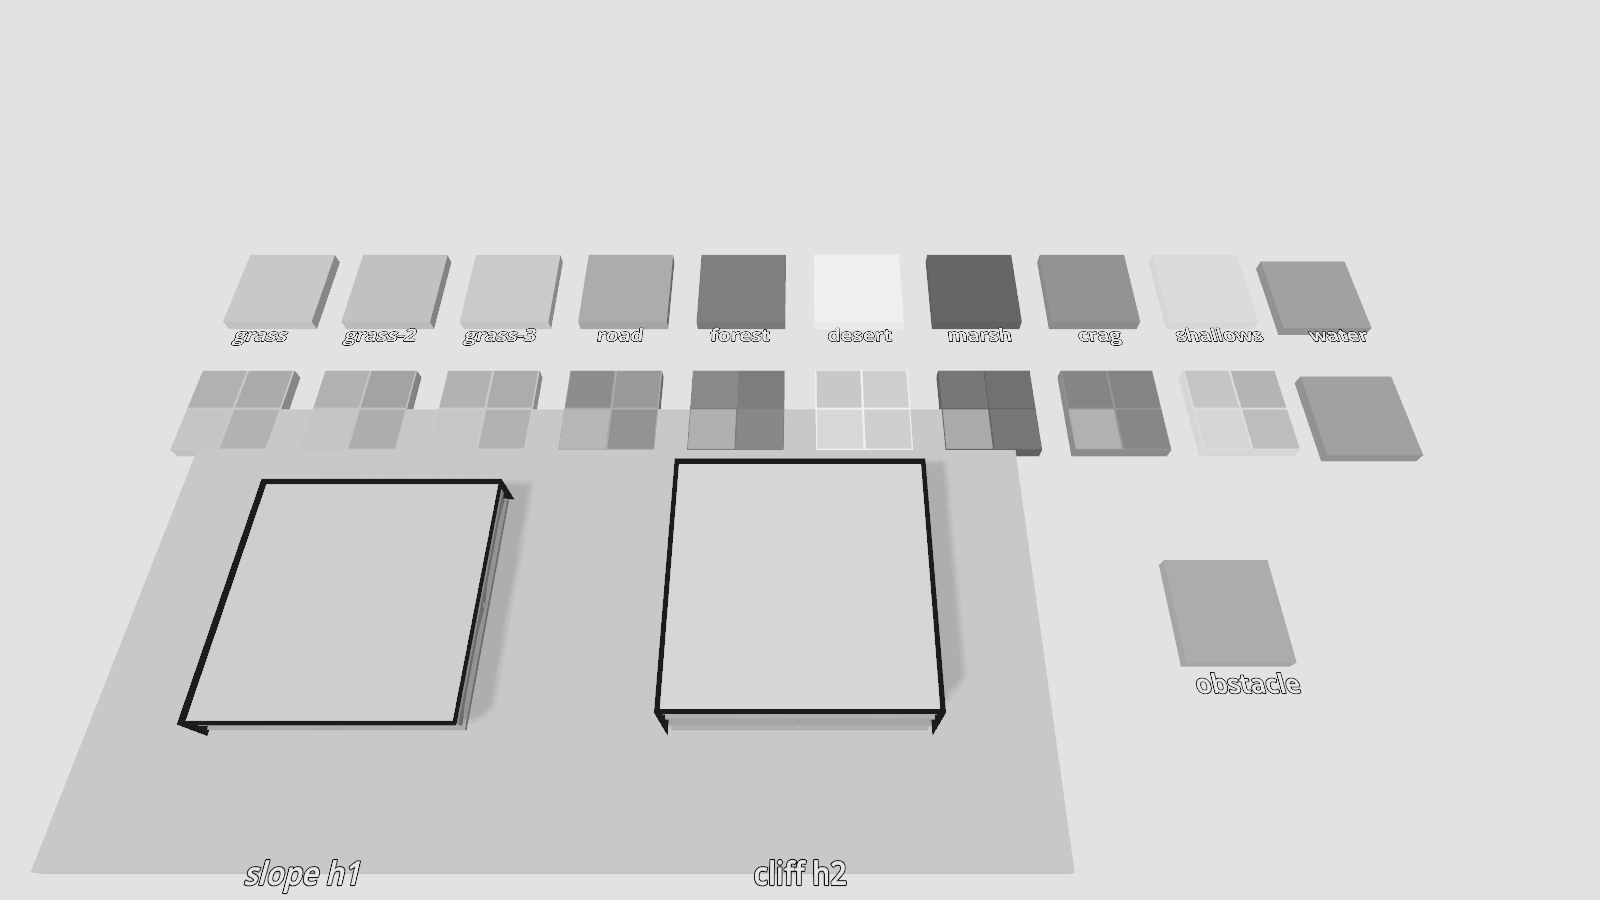 grass
grass-2
grass-3
road
forest
desert
marsh
crag
shallows
water
obstacle
slope h1
cliff h2